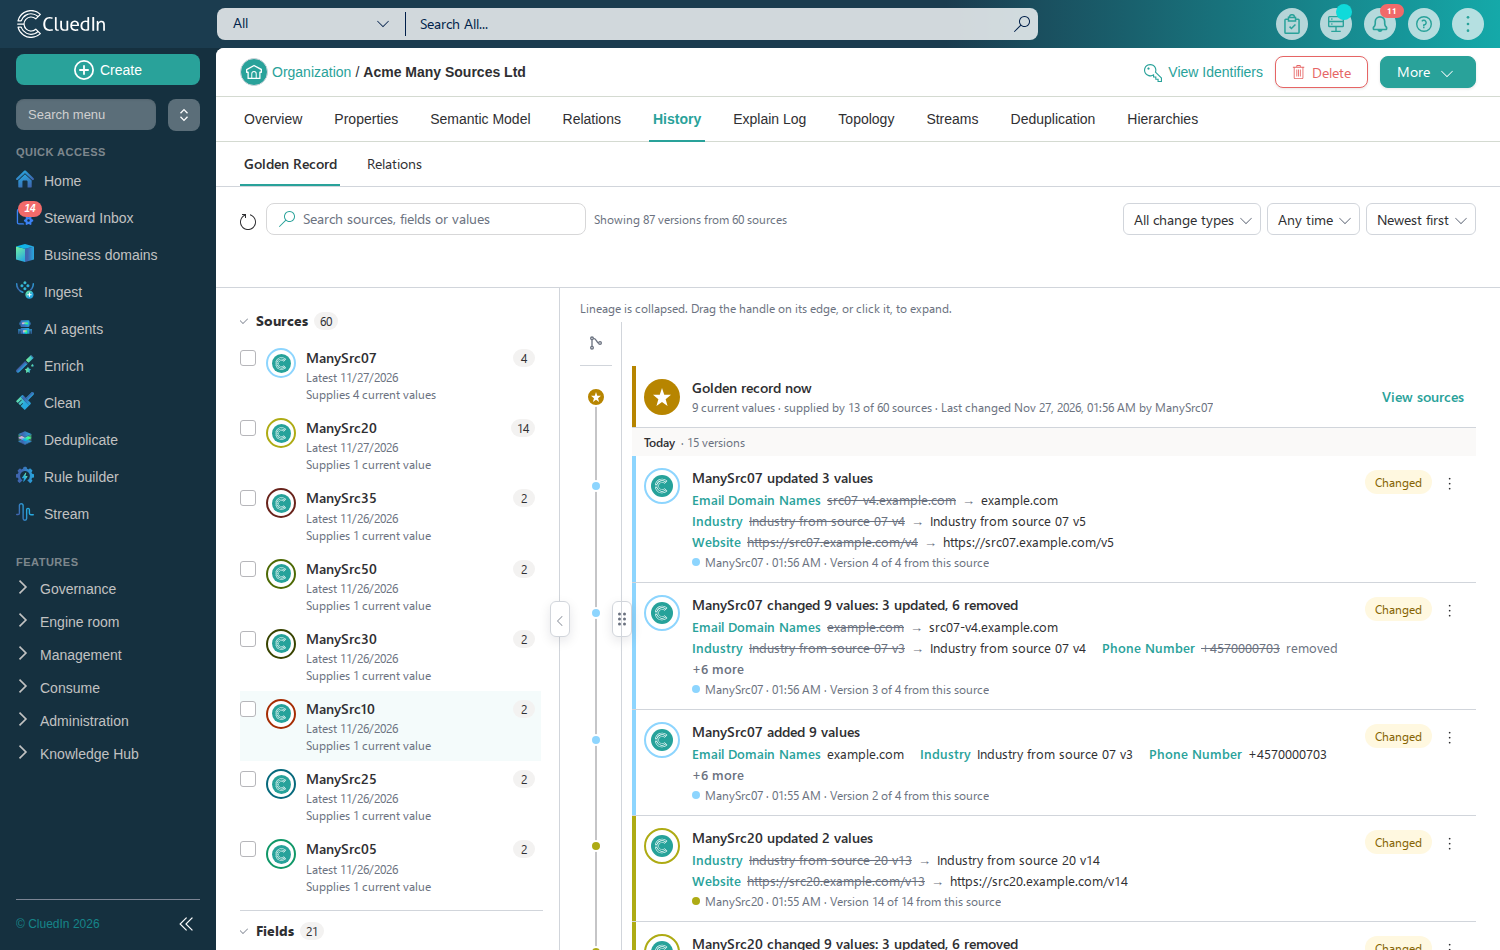 CluedIn
All
Search All...
11
Create
Search menu
QUICK ACCESS
Home
14
Steward Inbox
Business domains
Ingest
AI agents
Enrich
Clean
Deduplicate
Rule builder
Stream
FEATURES
Governance
Engine room
Management
Consume
Administration
Knowledge Hub
© CluedIn 2026
Organization / Acme Many Sources Ltd
View Identifiers
Delete
More
Overview Properties Semantic Model Relations History Explain Log Topology Streams Deduplication Hierarchies
Golden Record Relations
Search sources, fields or values
Showing 87 versions from 60 sources
All change types
Any time
Newest first
Sources 60
ManySrc07 4
Latest 11/27/2026
Supplies 4 current values
ManySrc20 14
Latest 11/27/2026
Supplies 1 current value
ManySrc35 2
Latest 11/26/2026
Supplies 1 current value
ManySrc50 2
Latest 11/26/2026
Supplies 1 current value
ManySrc30 2
Latest 11/26/2026
Supplies 1 current value
ManySrc10 2
Latest 11/26/2026
Supplies 1 current value
ManySrc25 2
Latest 11/26/2026
Supplies 1 current value
ManySrc05 2
Latest 11/26/2026
Supplies 1 current value
Fields 21
Lineage is collapsed. Drag the handle on its edge, or click it, to expand.
Golden record now
9 current values · supplied by 13 of 60 sources · Last changed Nov 27, 2026, 01:56 AM by ManySrc07
View sources
Today · 15 versions
ManySrc07 updated 3 values
Changed
Email Domain Names src07-v4.example.com → example.com
Industry Industry from source 07 v4 → Industry from source 07 v5
Website https://src07.example.com/v4 → https://src07.example.com/v5
ManySrc07 · 01:56 AM · Version 4 of 4 from this source
ManySrc07 changed 9 values: 3 updated, 6 removed
Changed
Email Domain Names example.com → src07-v4.example.com
Industry Industry from source 07 v3 → Industry from source 07 v4 Phone Number +4570000703 removed
+6 more
ManySrc07 · 01:56 AM · Version 3 of 4 from this source
ManySrc07 added 9 values
Changed
Email Domain Names example.com Industry Industry from source 07 v3 Phone Number +4570000703
+6 more
ManySrc07 · 01:55 AM · Version 2 of 4 from this source
ManySrc20 updated 2 values
Changed
Industry Industry from source 20 v13 → Industry from source 20 v14
Website https://src20.example.com/v13 → https://src20.example.com/v14
ManySrc20 · 01:55 AM · Version 14 of 14 from this source
ManySrc20 changed 9 values: 3 updated, 6 removed
Changed